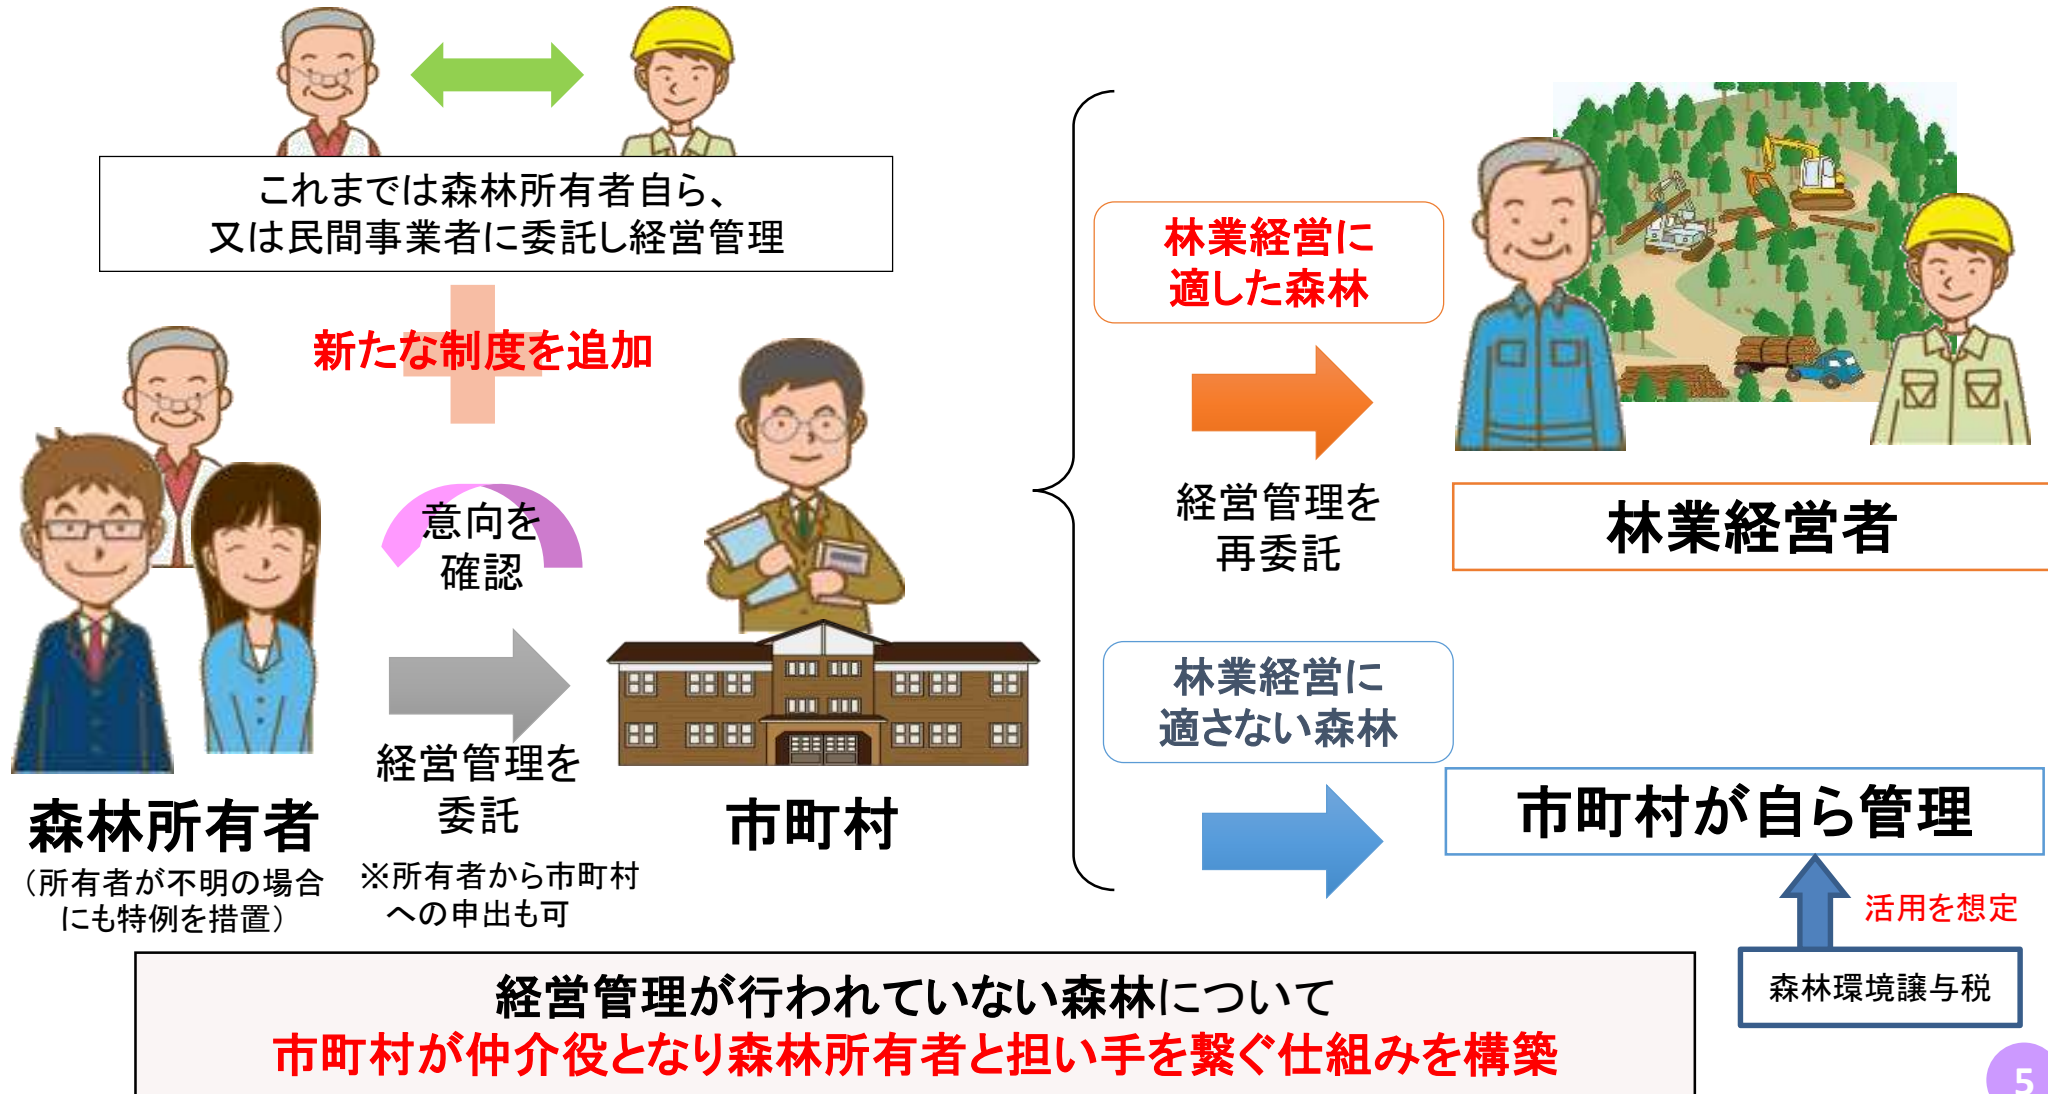 これまでは森林所有者自ら、
又は民間事業者に委託し経営管理
新たな制度を追加
意向を
確認
経営管理を
委託
※所有者から市町村
への申出も可
森林所有者
（所有者が不明の場合
にも特例を措置）
市町村
林業経営に
適した森林
経営管理を
再委託
林業経営者
林業経営に
適さない森林
市町村が自ら管理
活用を想定
森林環境譲与税
経営管理が行われていない森林について
市町村が仲介役となり森林所有者と担い手を繋ぐ仕組みを構築
5